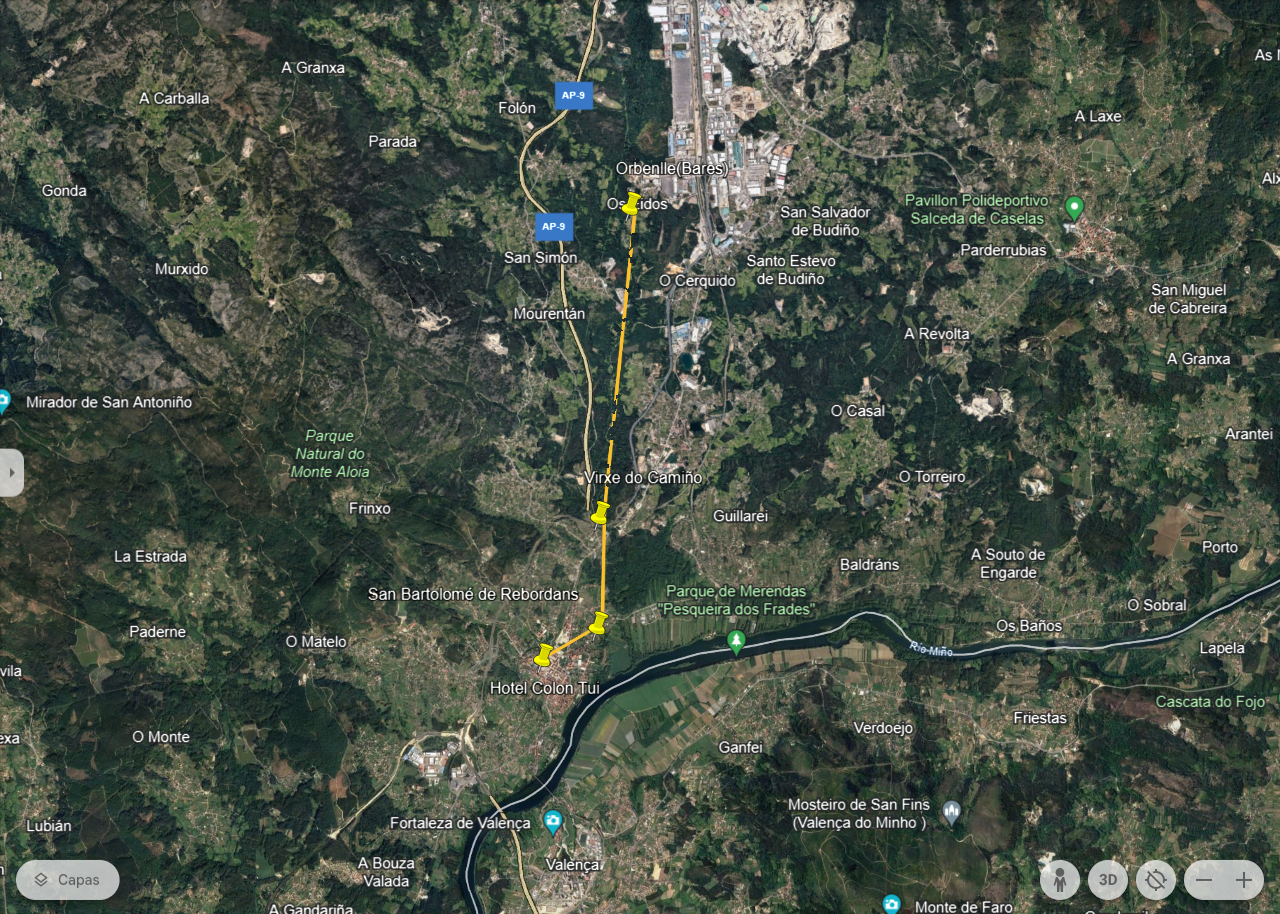 As
A Granxa
A Carballa
AP-9
Folón
A Laxe
Parada
Orbenlle(Bares)
Gonda
Alx
Pavillon Polideportivo
Salceda de Caselas
San Salvador
de Budiño
AP-9
Parderrubias
San Simón
Santo Estevo
de Budiño
Murxido
O Cerquido
San Miguel
de Cabreira
Mourentán
A Revolta
A Granxa
Mirador de San Antoniño
O Casal
Parque
Natural do
Monte Aloia
Arantei
Virxe do Camiño
O Torreiro
Frinxo
Guillarei
La Estrada
Porto
A Souto de
Engarde
Baldráns
San Bartolomé de Rebordans
Parque de Merendas
"Pesqueira dos Frades"
O Sobral
Paderne
O Matelo
Os Baños
Río Miño
Lapela
vila
Hotel Colon Tui
Cascata do Fojo
Friestas
Verdoejo
exa
O Monte
Ganfei
Mosteiro de San Fins
(Valença do Minho )
Lubián
Fortaleza de Valença
A Bouza
Valada
Valença
Capas
3D
A Gandariña
Monte de Faro